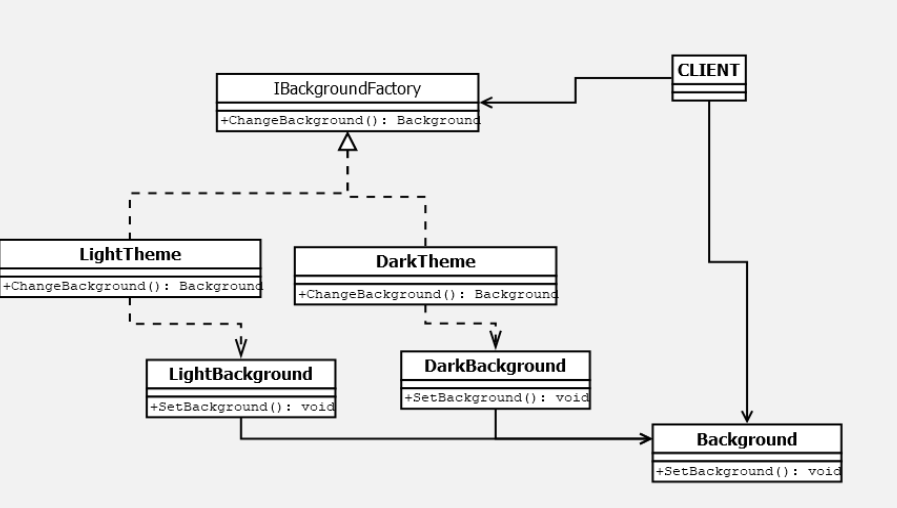 CLIENT
IBackgroundFactory
+ChangeBackground(): Background
LightTheme
+ChangeBackground(): Background
DarkTheme
+ChangeBackground(): Background
LightBackground
+SetBackground(): void
DarkBackground
+SetBackground(): void
Background
+SetBackground(): void